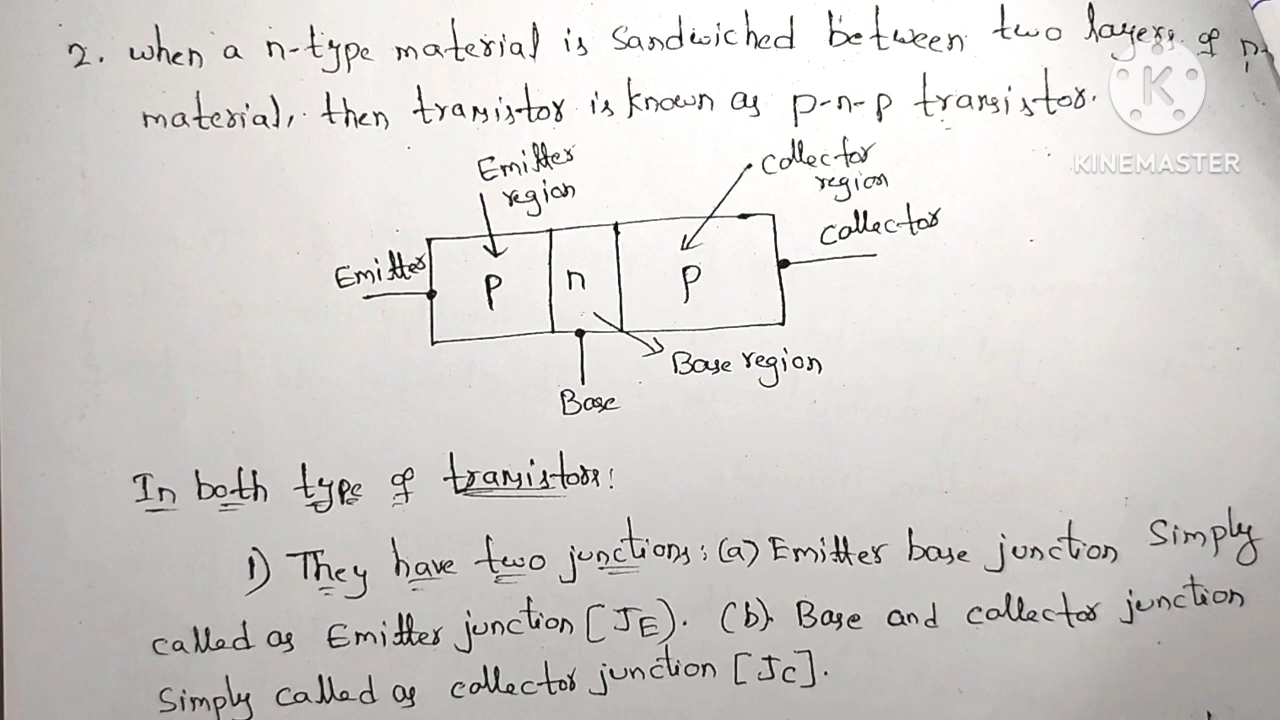 2. when a n-type material is sandwiched between two layers of p-
material, then transistor is known as p-n-p transistor.
K
KINEMASTER
Emitter
region
collector
region
collector
Emitter
P
n
P
Base region
Base
In both type of transistors:
1) They have two junctions: (a) Emitter base junction Simply
called as Emitter junction [JE). (b). Base and collector junction
Simply called as collector junction [JC].